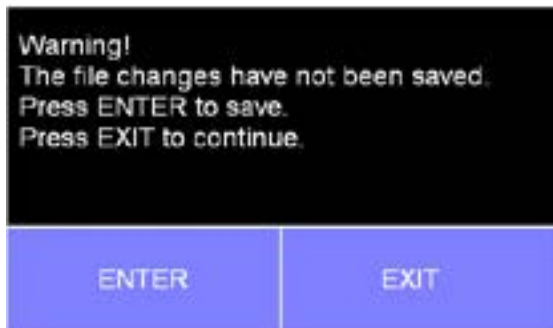 Warning!
The file changes have not been saved.
Press ENTER to save.
Press EXIT to continue.
ENTER
EXIT